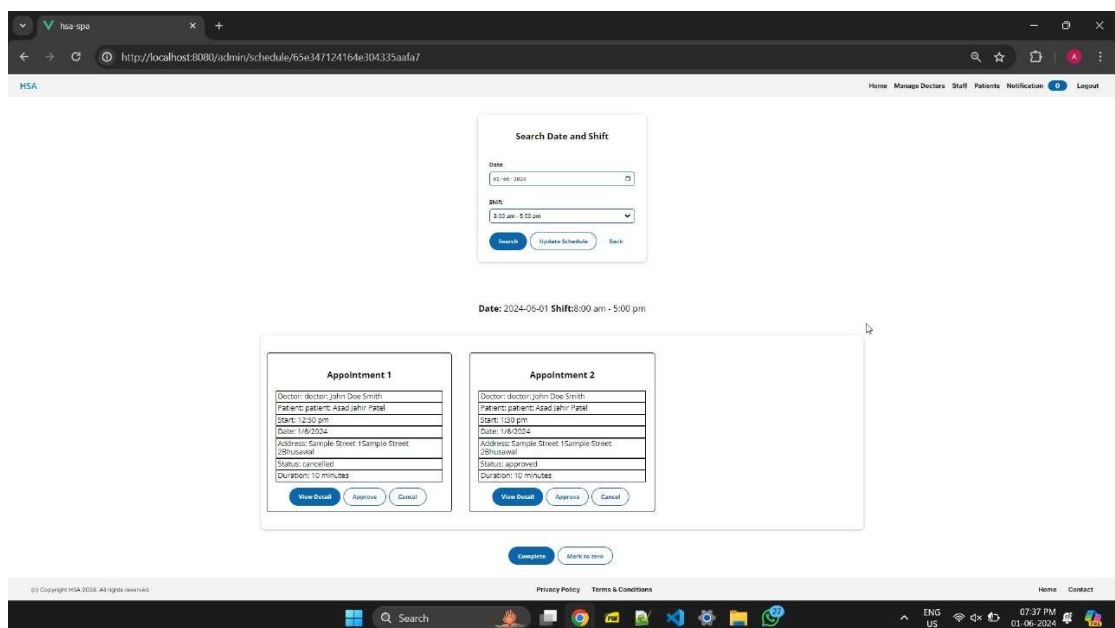 hsa-spa
http://localhost:8080/admin/schedule/65e347124164e304335aafa7
A
HSA
Home Manage Doctors Staff Patients Notification 0 Logout
Search Date and Shift
Date
01-06-2024
Shift
8:00 am - 5:00 pm
Search Update Schedule Back
Date: 2024-06-01 Shift:8:00 am - 5:00 pm
Appointment 1
Doctor: doctor: John Doe Smith
Patient: patient: Asad Jahir Patel
Start: 12:50 pm
Date: 1/6/2024
Address: Sample Street 1Sample Street
2Bhusawal
Status: cancelled
Duration: 10 minutes
View Detail Approve Cancel
Appointment 2
Doctor: doctor: John Doe Smith
Patient: patient: Asad Jahir Patel
Start: 1:50 pm
Date: 1/6/2024
Address: Sample Street 1Sample Street
2Bhusawal
Status: approved
Duration: 10 minutes
View Detail Approve Cancel
Complete Mark to zero
(c) Copyright HSA 2024. All rights reserved.
Privacy Policy Terms & Conditions
Home Contact
Search
27
ENG
US
07:37 PM
01-06-2024